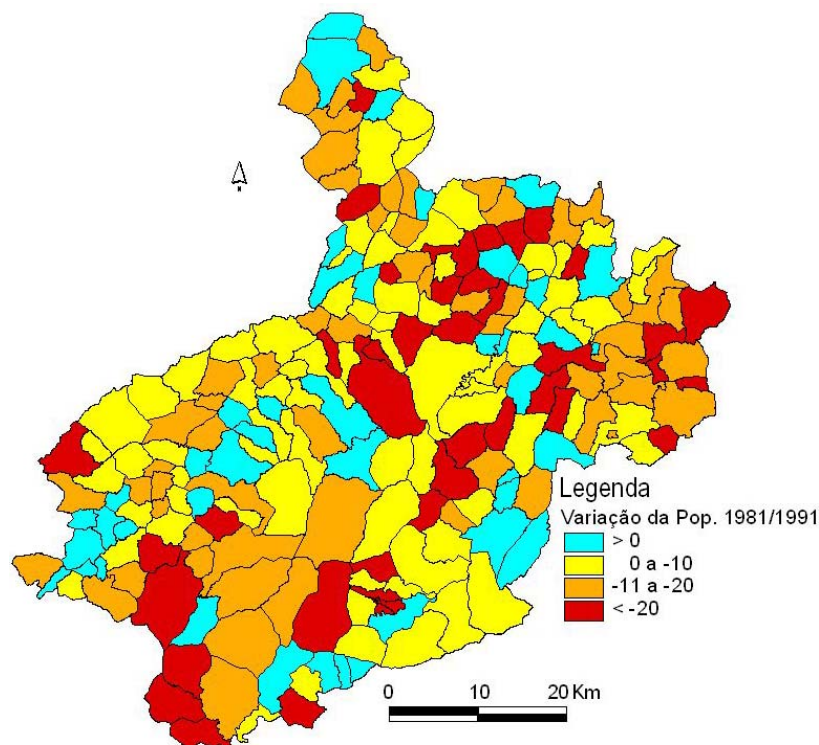 N
Legenda
Variação da Pop. 1981/1991
> 0
0 a -10
-11 a -20
< -20
0 10 20 Km